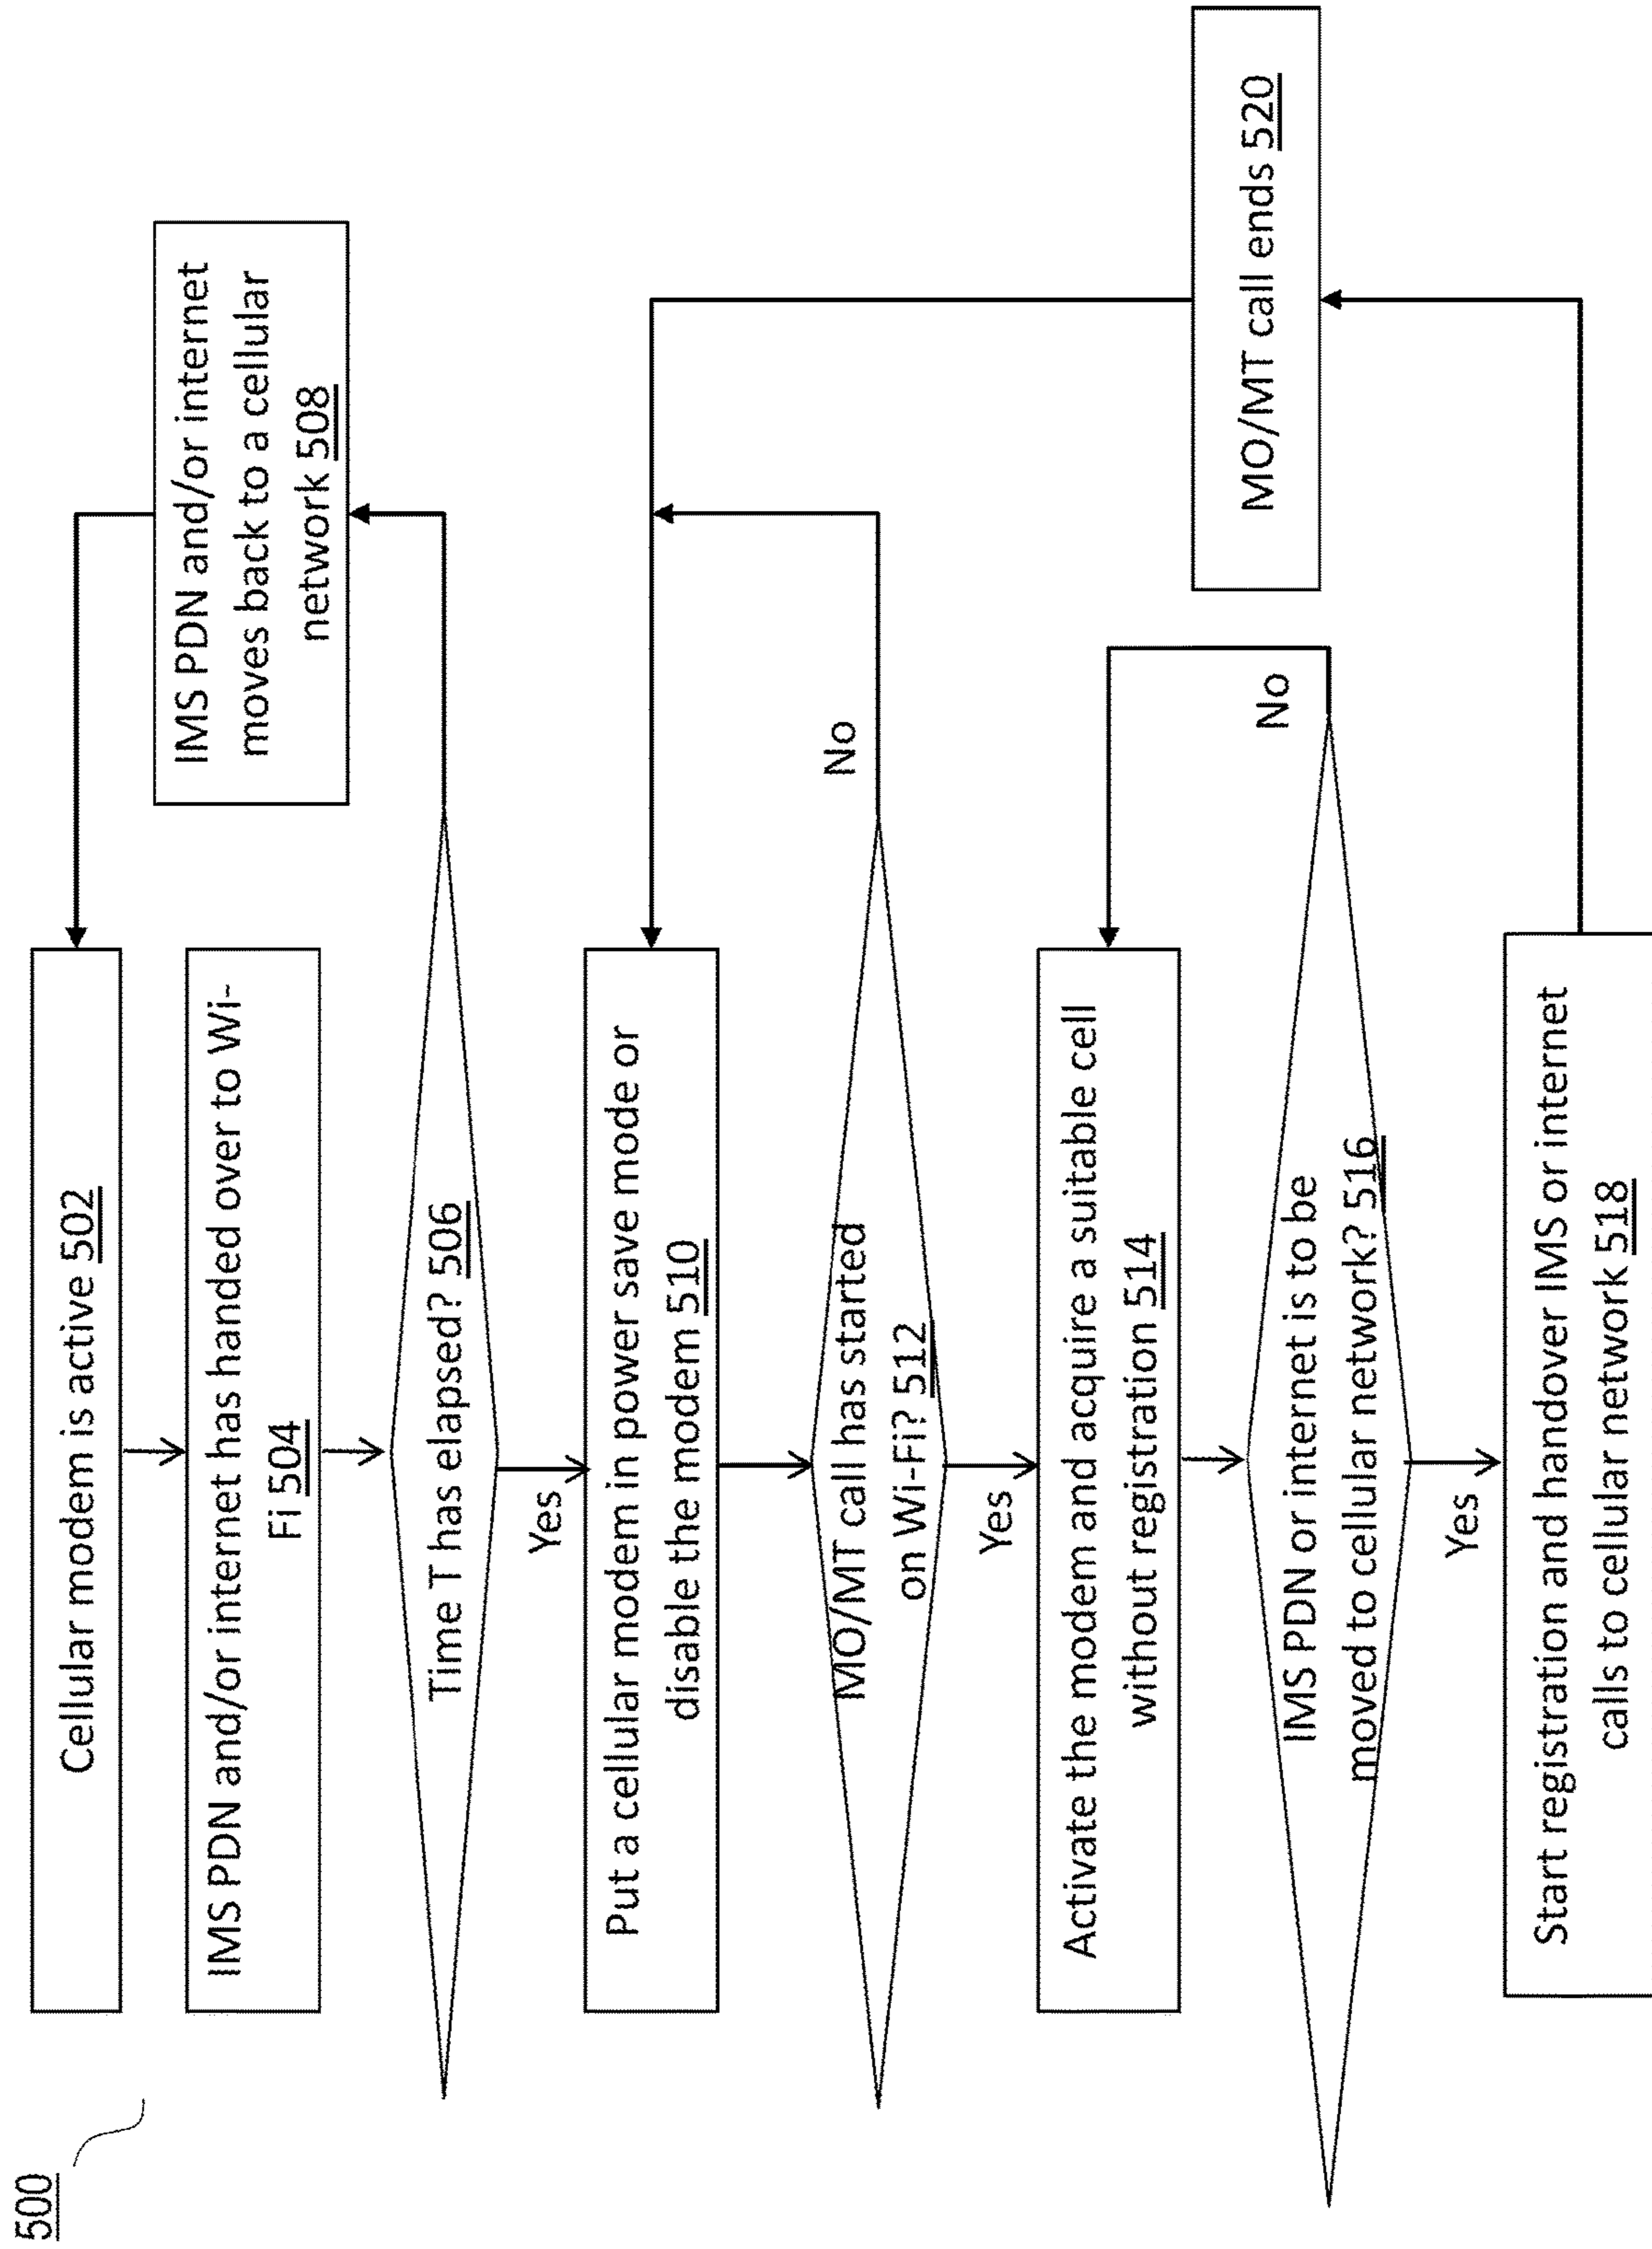 500
Cellular modem is active 502
IMS PDN and/or internet has handed over to Wi-
Fi 504
Time T has elapsed? 506
IMS PDN and/or internet
moves back to a cellular
network 508
Yes
Put a cellular modem in power save mode or
disable the modem 510
MO/MT call has started
on Wi-Fi? 512
No
Yes
Activate the modem and acquire a suitable cell
without registration 514
IMS PDN or internet is to be
moved to cellular network? 516
No
Yes
Start registration and handover IMS or internet
calls to cellular network 518
MO/MT call ends 520